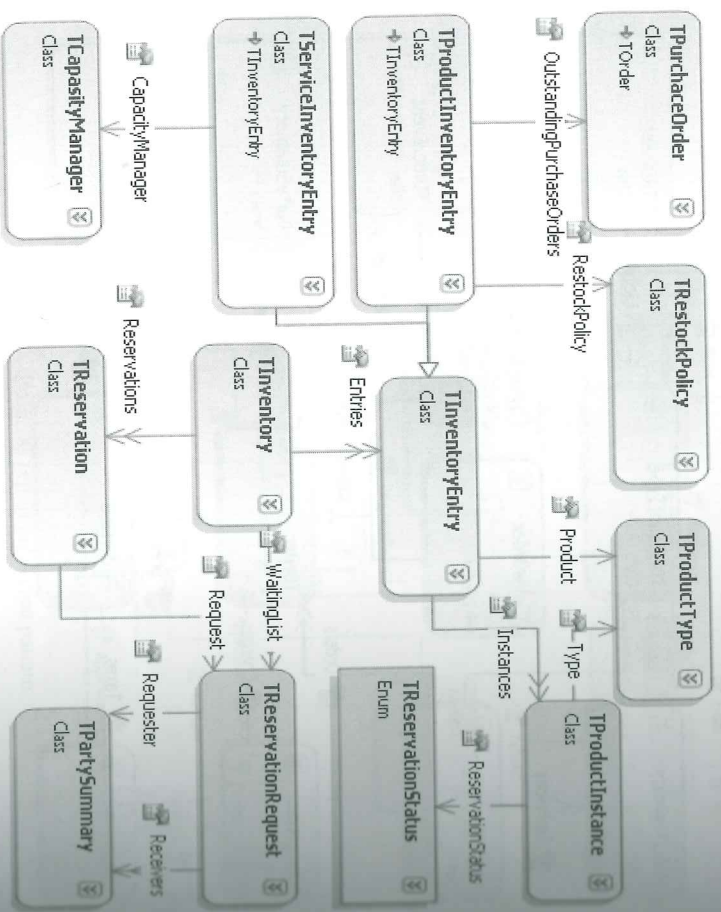 TPurchaceOrder
Class
TOrder
TRestockPolicy
Class
TProductType
Class
OutstandingPurchaseOrders
RestockPolicy
Product
Type
TProductInventoryEntry
Class
TInventoryEntry
TInventoryEntry
Class
Instances
TProductInstance
Class
TServiceInventoryEntry
Class
TInventoryEntry
Entries
ReservationStatus
TReservationStatus
Enum
CapacityManager
TInventory
Class
WaitingList
TReservationRequest
Class
TCapasityManager
Class
Reservations
Request
Requester
Receivers
TReservation
Class
TPartySummary
Class